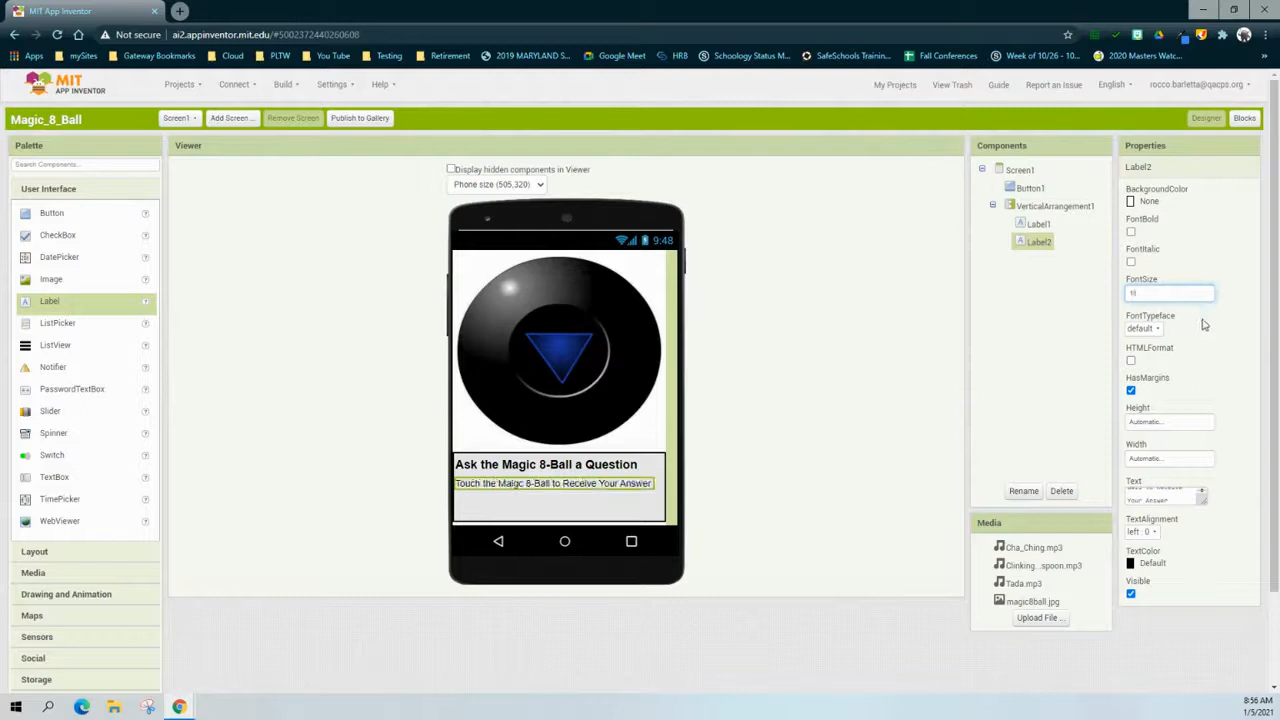 MIT App Inventor
Not secure | ai2.appinventor.mit.edu/#5002372440260608
Apps mySites Gateway Bookmarks Cloud PLTW You Tube Testing Retirement 2019 MARYLAND S... Google Meet HRB Schoology Status M... SafeSchools Trainin... Fall Conferences Week of 10/26 - 10... 2020 Masters Watc... »
MIT
APP INVENTOR
Projects Connect Build Settings Help My Projects View Trash Guide Report an Issue English rocco.barletta@qacps.org
Magic_8_Ball Screen1 Add Screen ... Remove Screen Publish to Gallery Designer Blocks
Palette
Search Components...
User Interface
Button
CheckBox
DatePicker
Image
Label
ListPicker
ListView
Notifier
PasswordTextBox
Slider
Spinner
Switch
TextBox
TimePicker
WebViewer
Layout
Media
Drawing and Animation
Maps
Sensors
Social
Storage
Viewer
Display hidden components in Viewer
Phone size (505,320)
9:48
Ask the Magic 8-Ball a Question
Touch the Maigc 8-Ball to Receive Your Answer
Components
Screen1
Button1
VerticalArrangement1
Label1
Label2
Rename Delete
Media
Cha_Ching.mp3
Clinking...spoon.mp3
Tada.mp3
magic8ball.jpg
Upload File ...
Properties
Label2
BackgroundColor
None
FontBold
FontItalic
FontSize
FontTypeface
default
HTMLFormat
HasMargins
Height
Automatic...
Width
Automatic...
Text
Ball to Receive
Your Answer
TextAlignment
left : 0
TextColor
Default
Visible
8:56 AM
1/5/2021